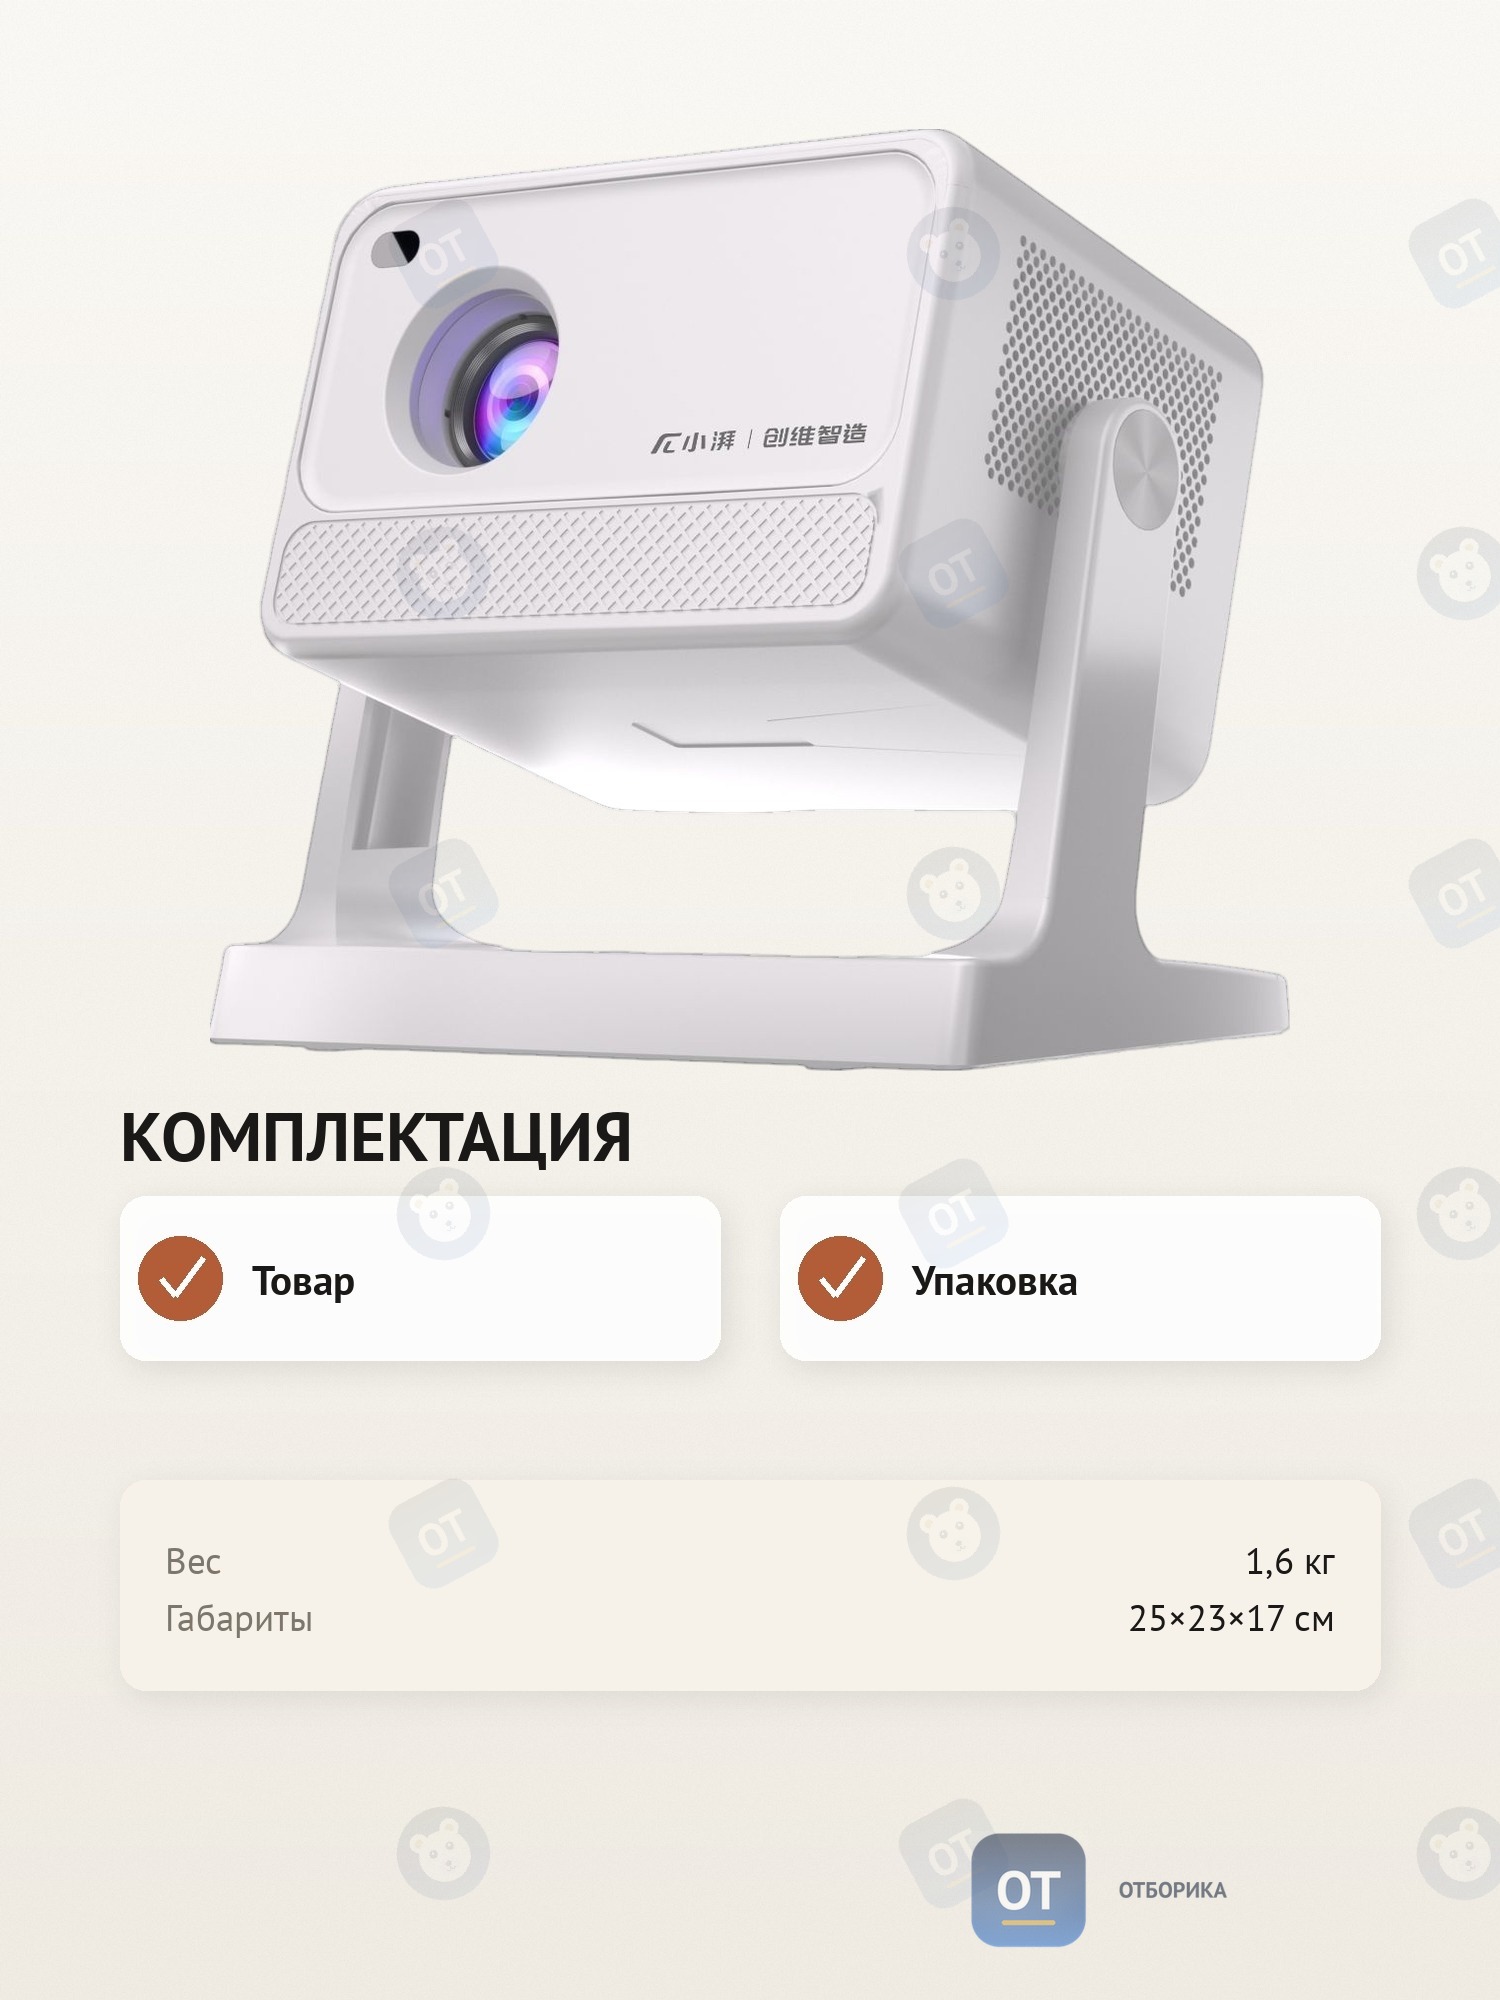 小湃 | 创维智造
КОМПЛЕКТАЦИЯ
Товар
Упаковка
Вес 1,6 кг
Габариты 25×23×17 см
ОТ ОТБОРИКА